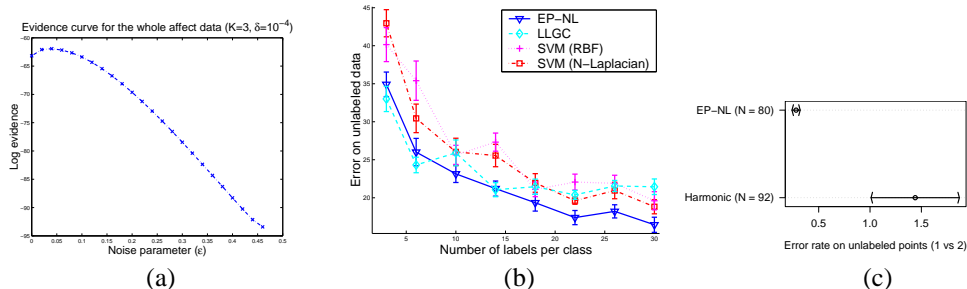 Evidence curve for the whole affect data (K=3, δ=10⁻⁴)
Log evidence
−60
−65
−70
−75
−80
−85
−90
−95
0 0.05 0.1 0.15 0.2 0.25 0.3 0.35 0.4 0.45 0.5
Noise parameter (ε)
(a)
Error on unlabeled data
45
40
35
30
25
20
EP−NL
LLGC
SVM (RBF)
SVM (N−Laplacian)
5 10 15 20 25 30
Number of labels per class
(b)
EP−NL (N = 80)
Harmonic (N = 92)
0.5 1.0 1.5
Error rate on unlabeled points (1 vs 2)
(c)